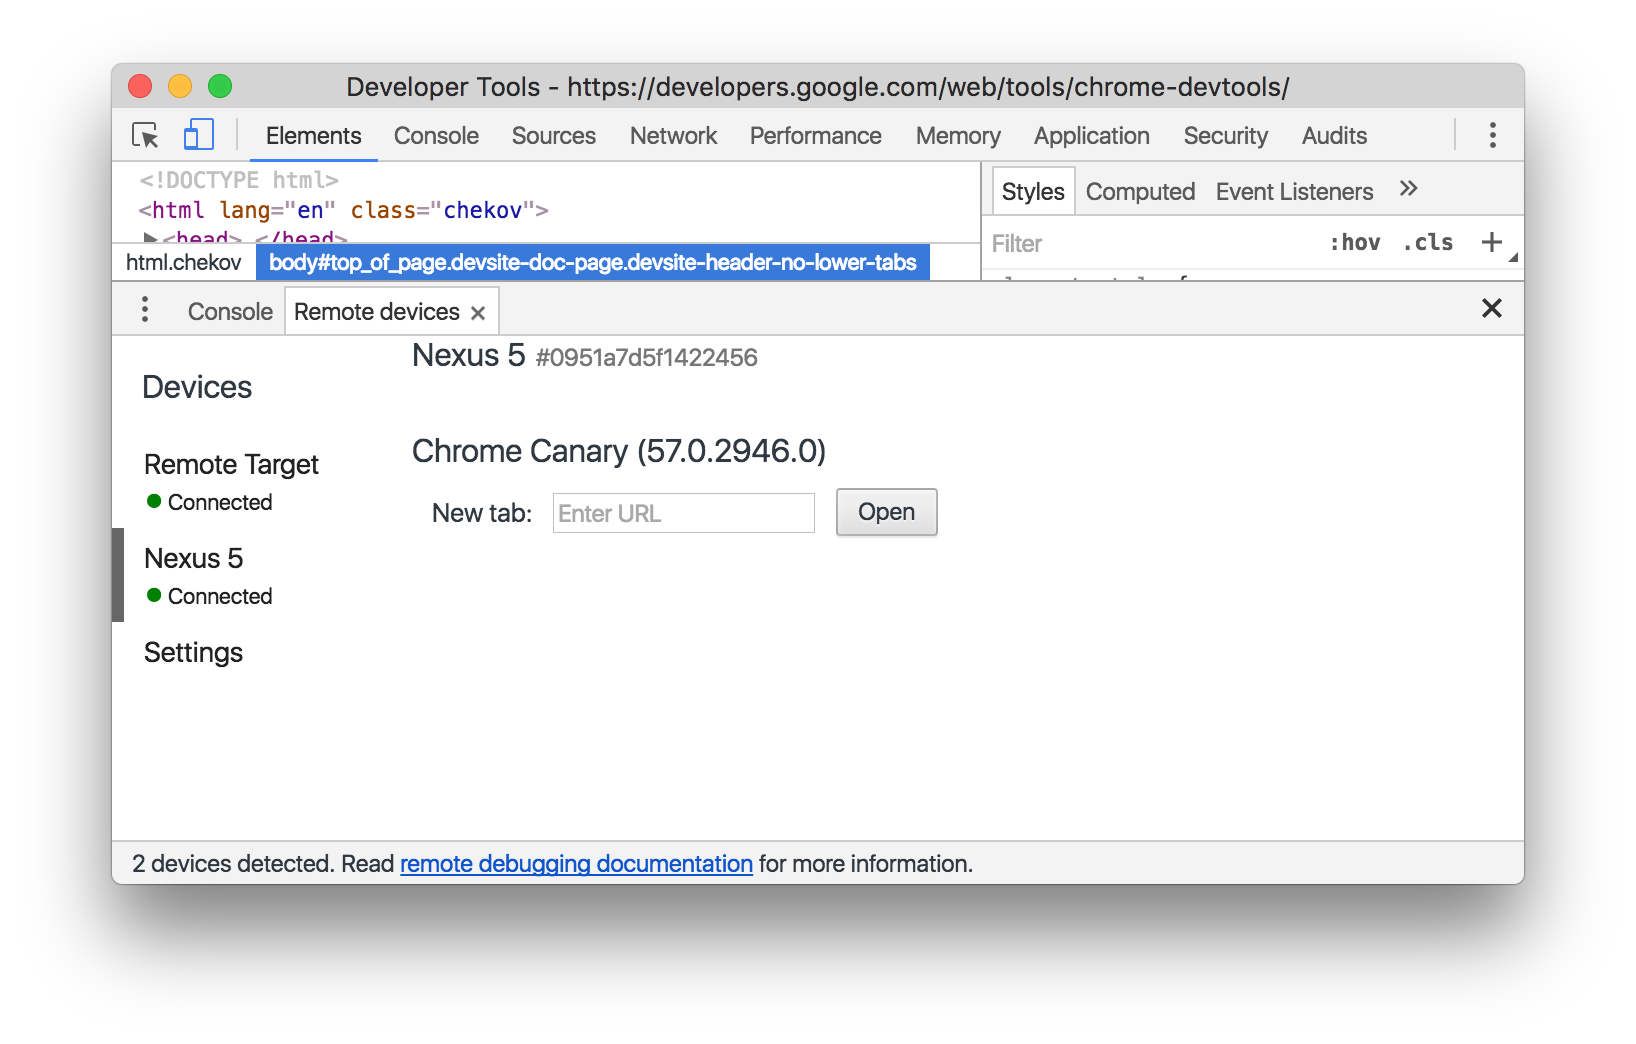 Developer Tools - https://developers.google.com/web/tools/chrome-devtools/
Elements Console Sources Network Performance Memory Application Security Audits
<!DOCTYPE html>
<html lang="en" class="chekov">
▶<head> </head>
html.chekov body#top_of_page.devsite-doc-page.devsite-header-no-lower-tabs
Styles Computed Event Listeners »
Filter :hov .cls +
Console Remote devices ×
Devices
Remote Target
Connected
Nexus 5
Connected
Settings
Nexus 5 #0951a7d5f1422456
Chrome Canary (57.0.2946.0)
New tab: Enter URL Open
2 devices detected. Read remote debugging documentation for more information.